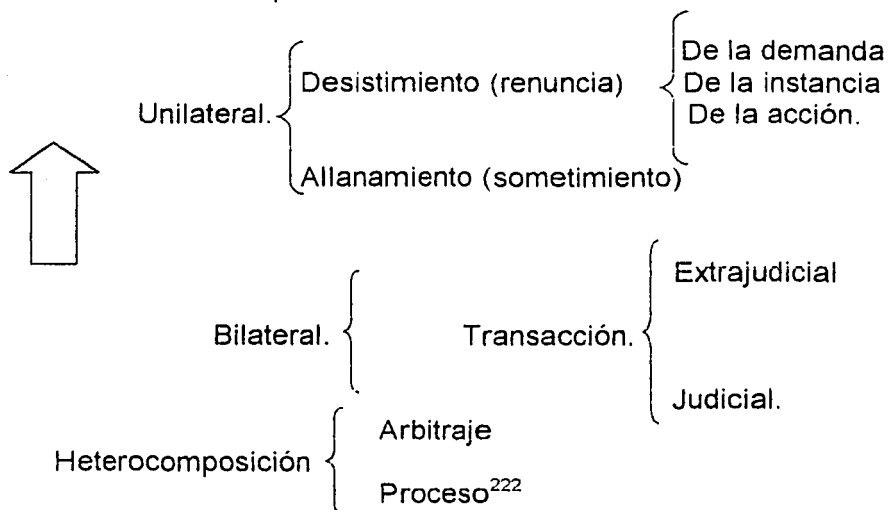 De la demanda
Desistimiento (renuncia) De la instancia
Unilateral. De la acción.
Allanamiento (sometimiento)
Extrajudicial
Bilateral. Transacción.
Judicial.
Arbitraje
Heterocomposición
Proceso222